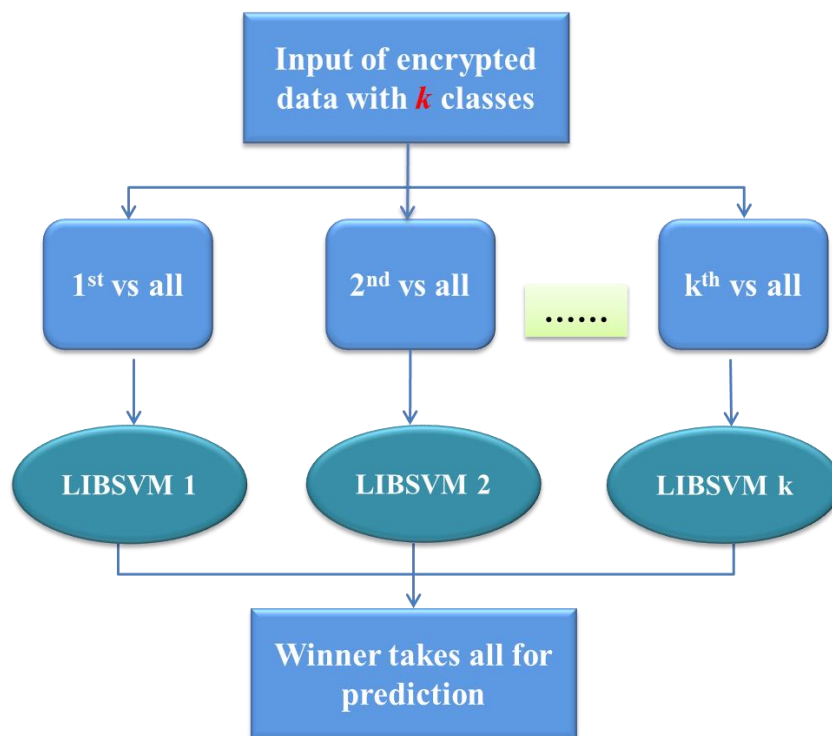 Input of encrypted
data with k classes
1st vs all
2nd vs all
......
kth vs all
LIBSVM 1
LIBSVM 2
LIBSVM k
Winner takes all for
prediction